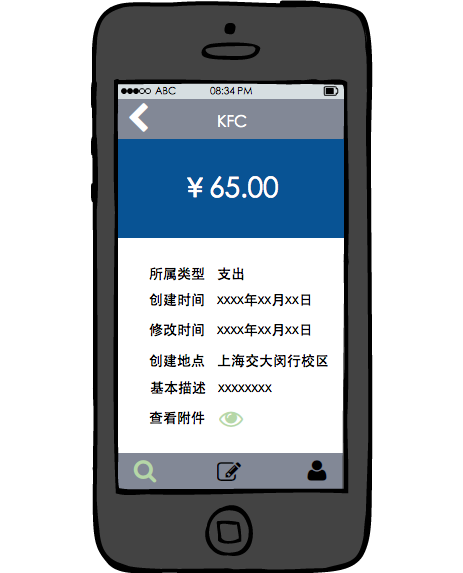 ABC 08:34 PM
KFC
￥65.00
所属类型 支出
创建时间 xxxx年xx月xx日
修改时间 xxxx年xx月xx日
创建地点 上海交大闵行校区
基本描述 xxxxxxxx
查看附件